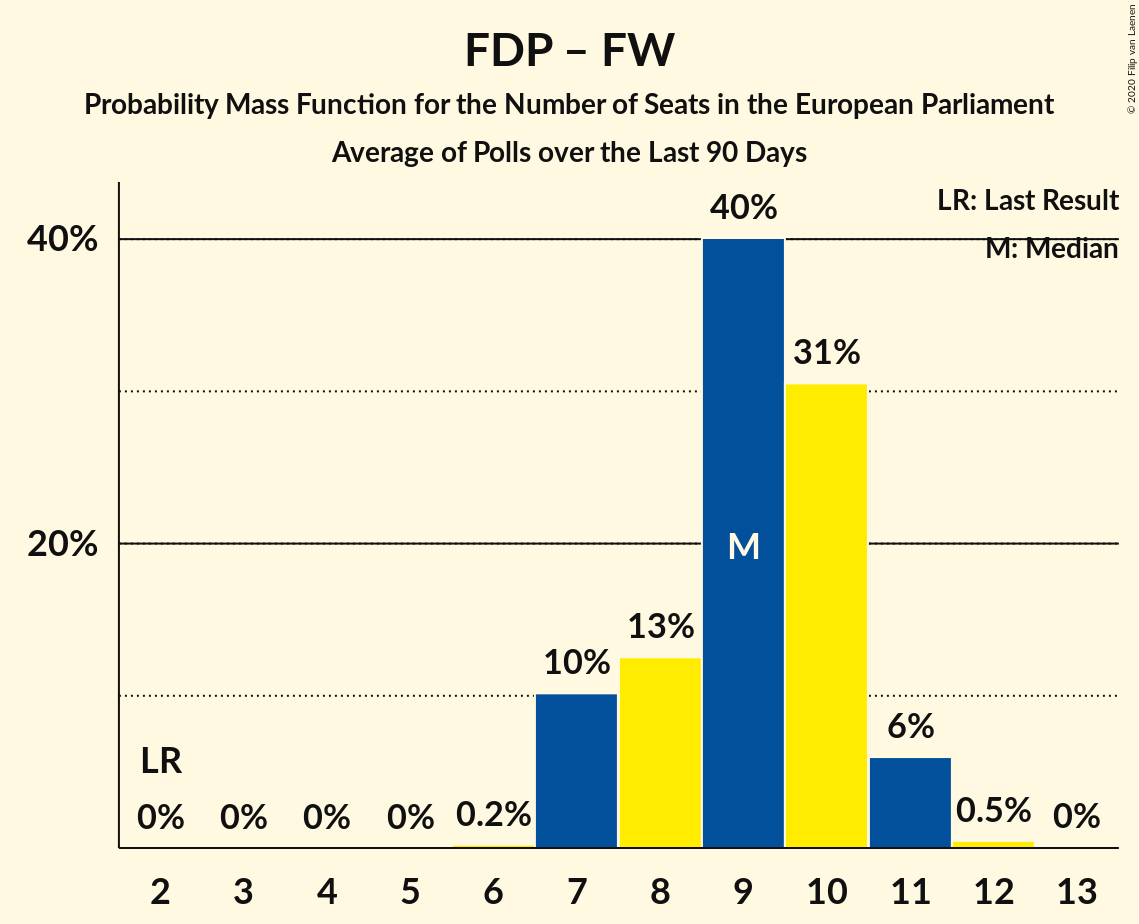 FDP – FW
Probability Mass Function for the Number of Seats in the European Parliament
Average of Polls over the Last 90 Days
© 2020 Filip van Laenen
LR: Last Result
M: Median
40%
20%
40%
31%
M
13%
10%
6%
LR
0%
0%
0%
0%
0.2%
0.5%
0%
2 3 4 5 6 7 8 9 10 11 12 13